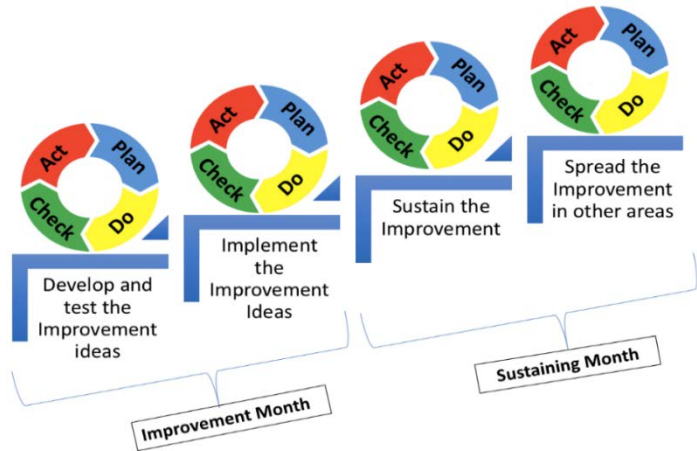 Act
Plan
Check
Do
Develop and
test the
Improvement
ideas
Act
Plan
Check
Do
Implement
the
Improvement
Ideas
Act
Plan
Check
Do
Sustain the
Improvement
Act
Plan
Check
Do
Spread the
Improvement
in other areas
Improvement Month
Sustaining Month